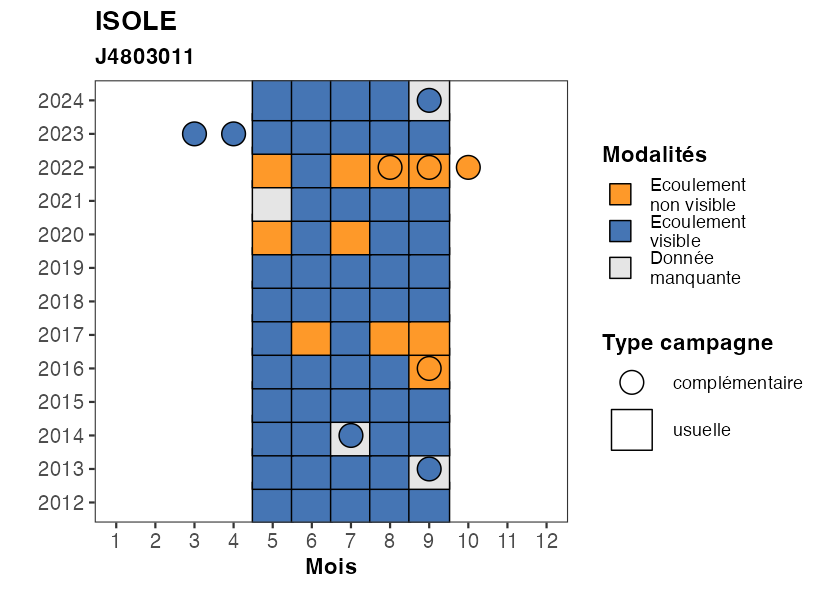 ISOLE
J4803011
2024
2023
2022
2021
2020
2019
2018
2017
2016
2015
2014
2013
2012
1 2 3 4 5 6 7 8 9 10 11 12
Mois
Modalités
Ecoulement
non visible
Ecoulement
visible
Donnée
manquante
Type campagne
complémentaire
usuelle